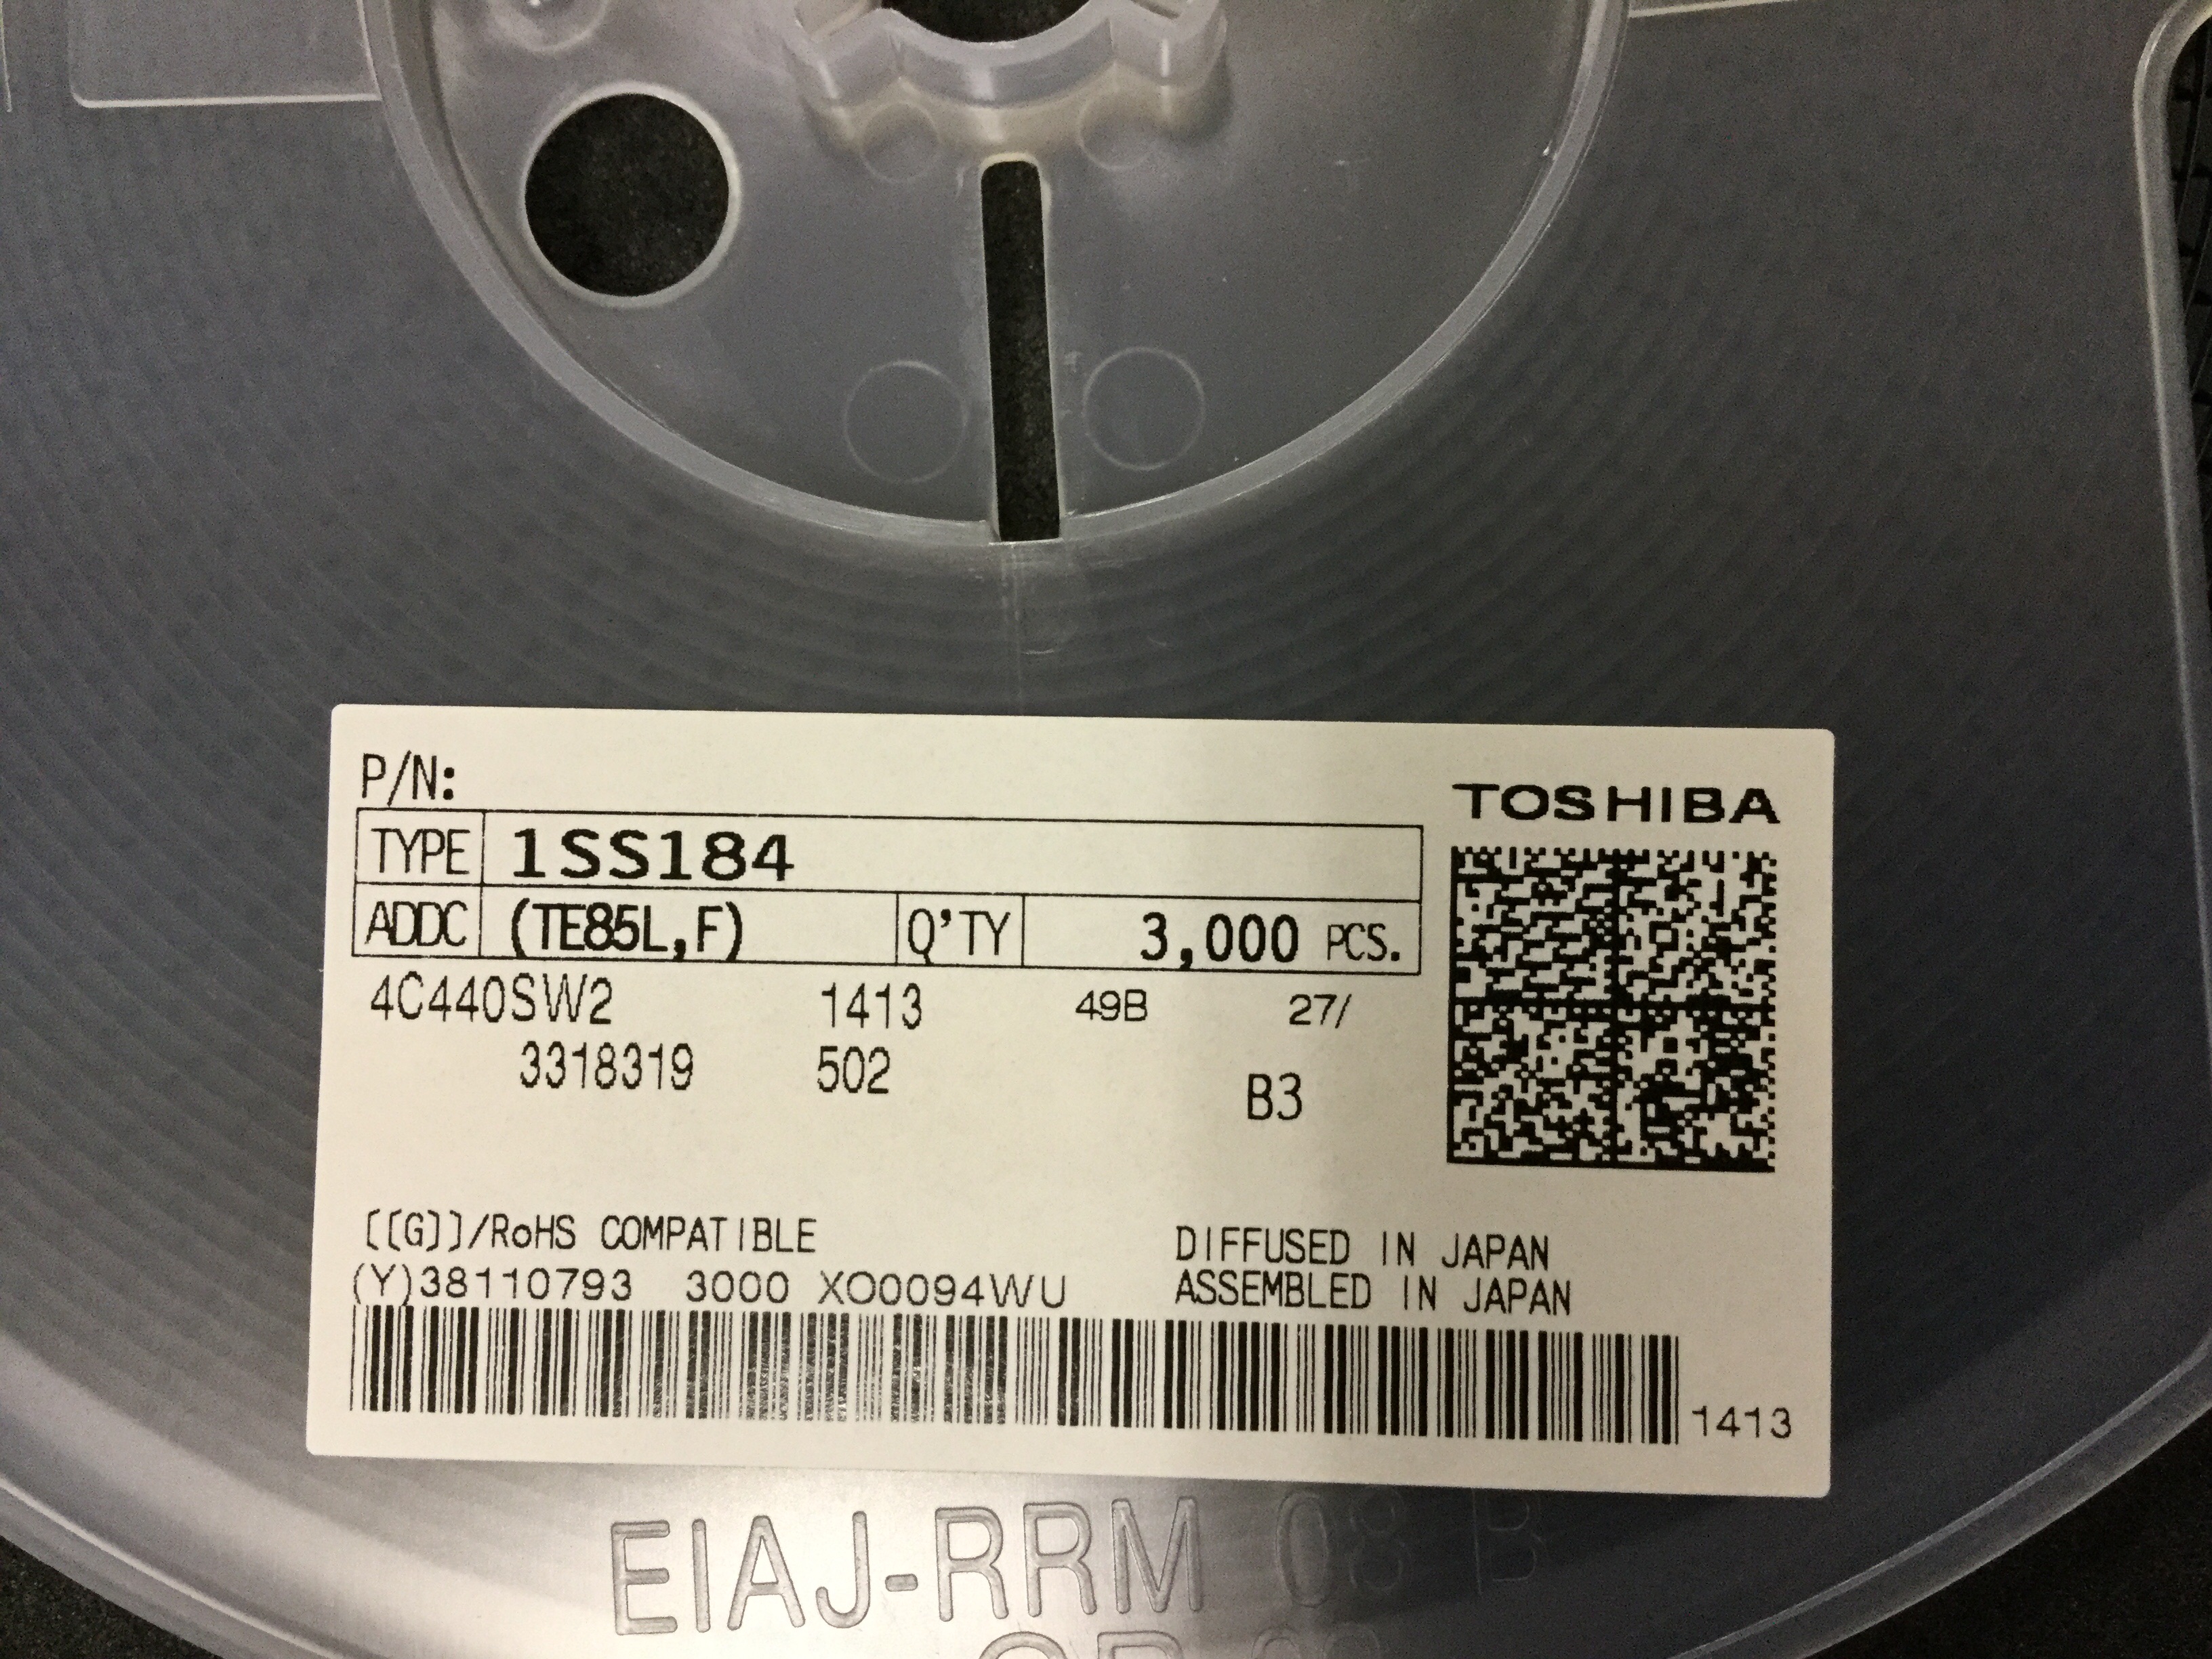 P/N:
TOSHIBA
TYPE 1SS184
ADDC (TE85L,F) Q'TY 3,000 PCS.
4C440SW2 1413 49B 27/
3318319 502
B3
[[G]]/RoHS COMPATIBLE
DIFFUSED IN JAPAN
(Y)38110793 3000 XO0094WU
ASSEMBLED IN JAPAN
1413
EIAJ-RRM 08 B